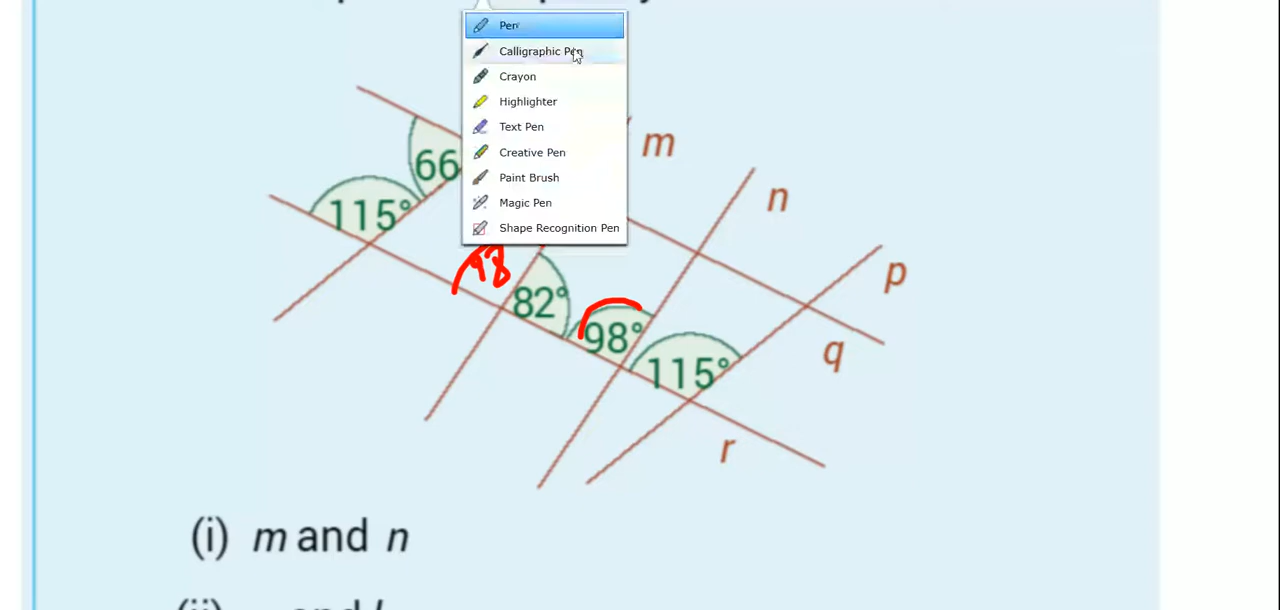 Pen
Calligraphic Pen
Crayon
Highlighter
Text Pen
Creative Pen
Paint Brush
Magic Pen
Shape Recognition Pen
m
66
n
115°
98
p
82°
98°
q
115°
r
(i) m and n